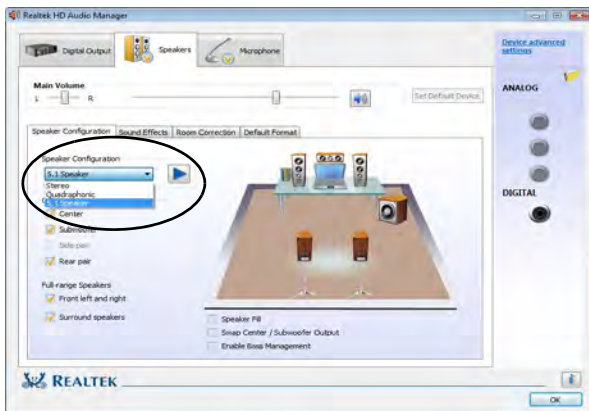 Realtek HD Audio Manager
Digital Output
Speakers
Microphone
Device advanced
settings
Main Volume
L
R
Set Default Device
ANALOG
Speaker Configuration
Sound Effects
Room Correction
Default Format
Speaker Configuration
5.1 Speaker
Stereo
Quadraphonic
5.1 Speaker
DIGITAL
Center
Subwoofer
Side pair
Rear pair
Full-range Speakers
Front left and right
Surround speakers
Speaker Fill
Swap Center / Subwoofer Output
Enable Bass Management
REALTEK
OK